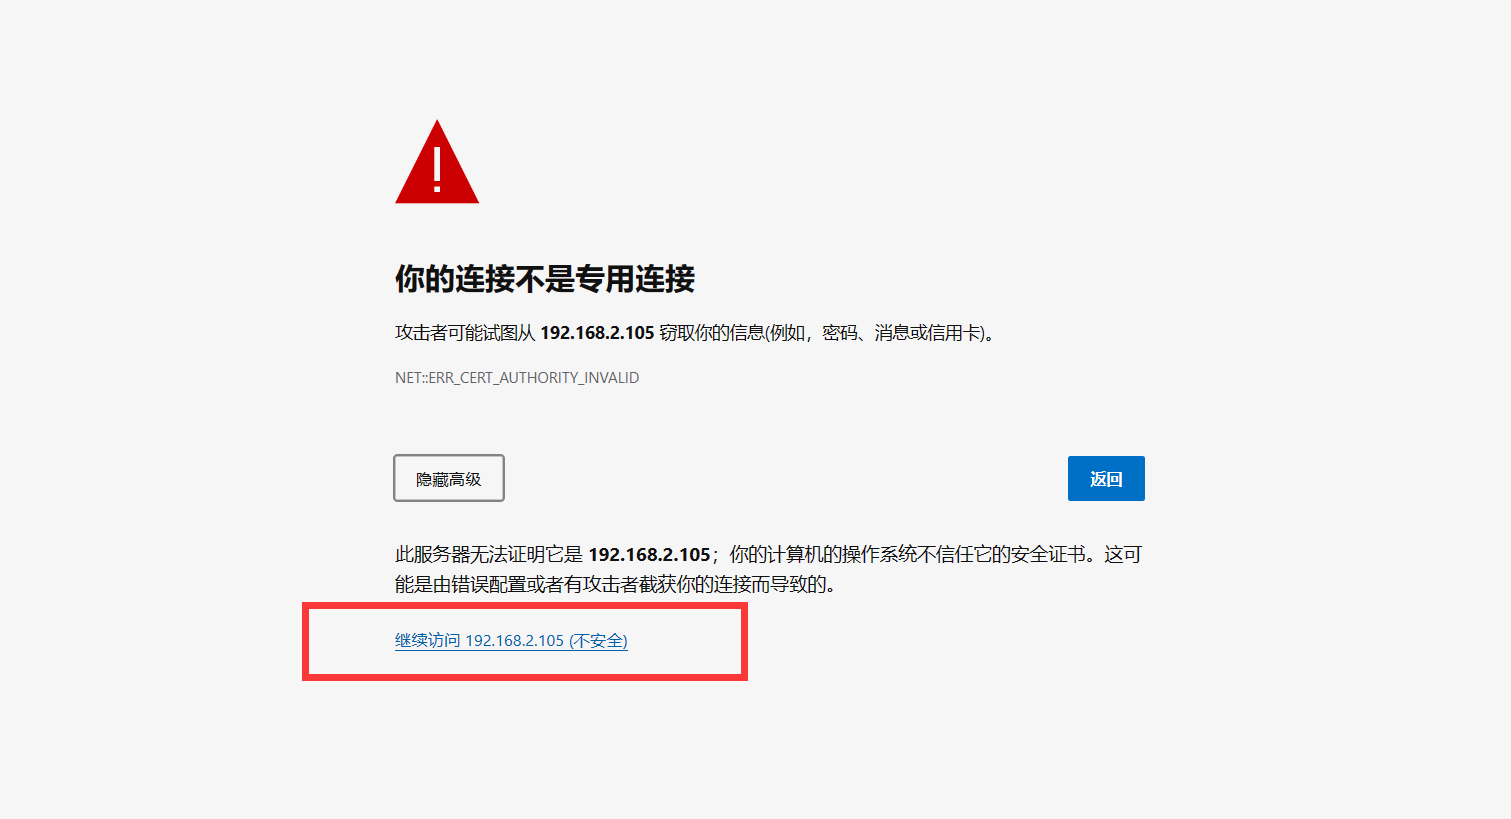 你的连接不是专用连接
攻击者可能试图从 192.168.2.105 窃取你的信息(例如，密码、消息或信用卡)。
NET::ERR_CERT_AUTHORITY_INVALID
隐藏高级
返回
此服务器无法证明它是 192.168.2.105；你的计算机的操作系统不信任它的安全证书。这可
能是由错误配置或者有攻击者截获你的连接而导致的。
继续访问 192.168.2.105 (不安全)